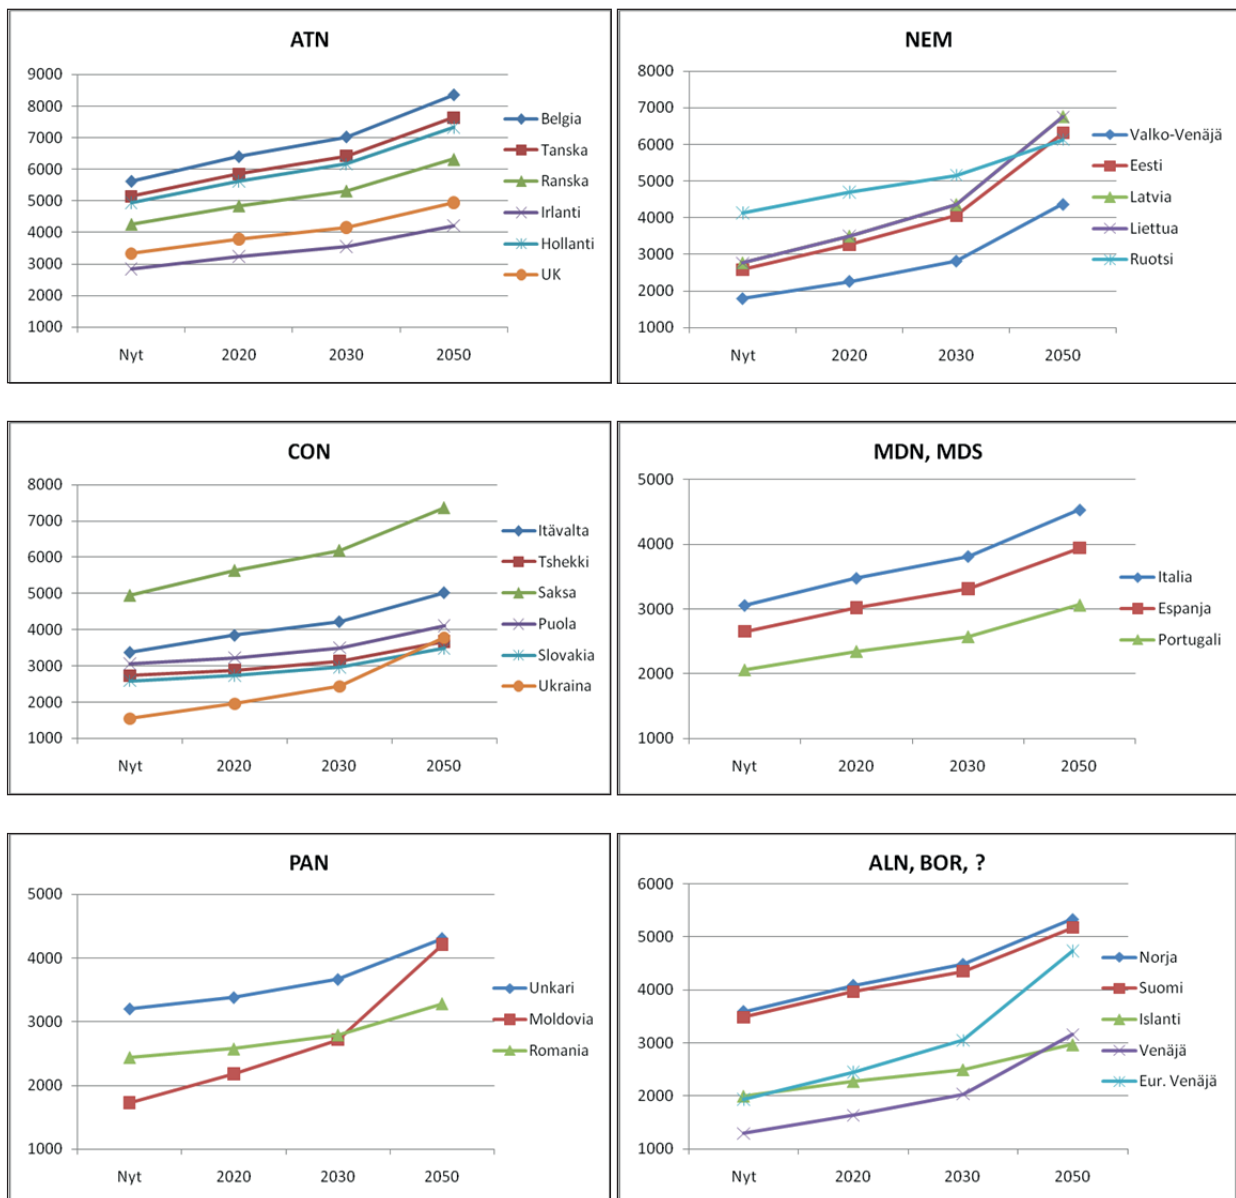 ATN
9000
8000
7000
6000
5000
4000
3000
2000
1000
Nyt 2020 2030 2050
Belgia
Tanska
Ranska
Irlanti
Hollanti
UK
NEM
8000
7000
6000
5000
4000
3000
2000
1000
Nyt 2020 2030 2050
Valko-Venäjä
Eesti
Latvia
Liettua
Ruotsi
CON
8000
7000
6000
5000
4000
3000
2000
1000
Nyt 2020 2030 2050
Itävalta
Tshekki
Saksa
Puola
Slovakia
Ukraina
MDN, MDS
5000
4000
3000
2000
1000
Nyt 2020 2030 2050
Italia
Espanja
Portugali
PAN
5000
4000
3000
2000
1000
Nyt 2020 2030 2050
Unkari
Moldovia
Romania
ALN, BOR, ?
6000
5000
4000
3000
2000
1000
Nyt 2020 2030 2050
Norja
Suomi
Islanti
Venäjä
Eur. Venäjä